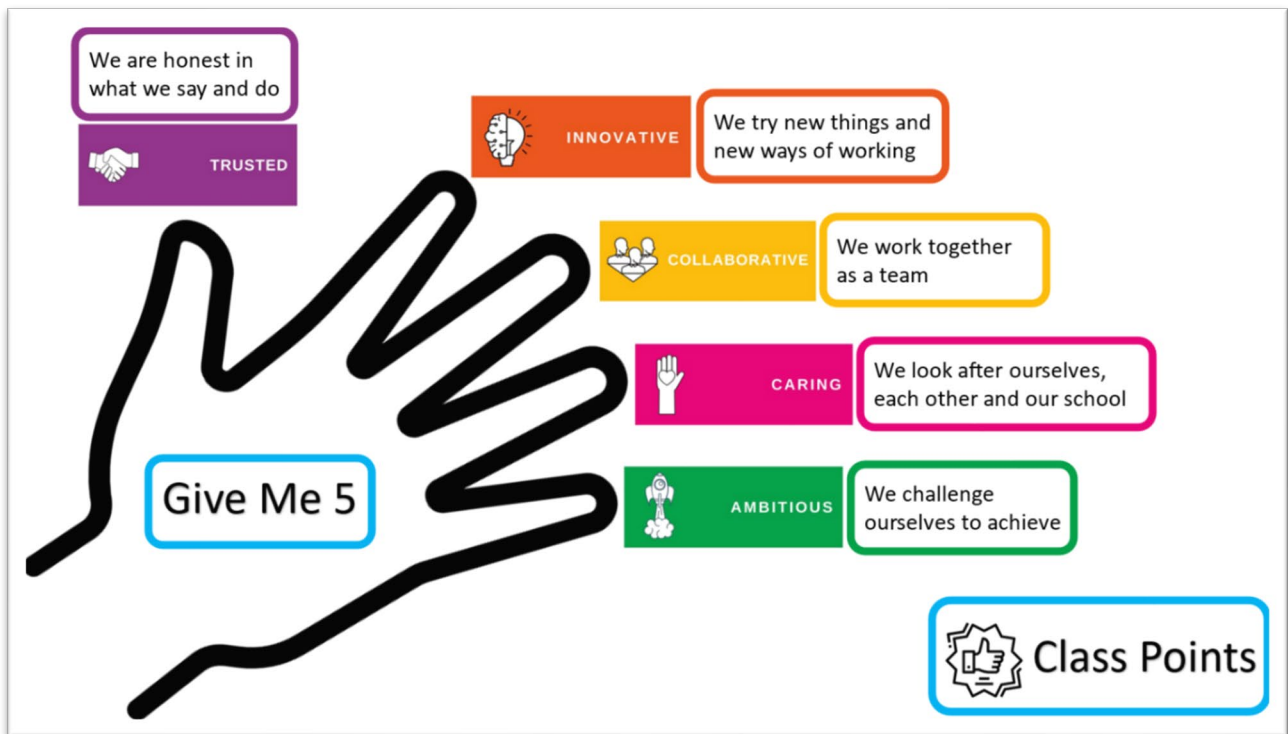 We are honest in
what we say and do
TRUSTED
INNOVATIVE
We try new things and
new ways of working
COLLABORATIVE
We work together
as a team
CARING
We look after ourselves,
each other and our school
Give Me 5
AMBITIOUS
We challenge
ourselves to achieve
Class Points